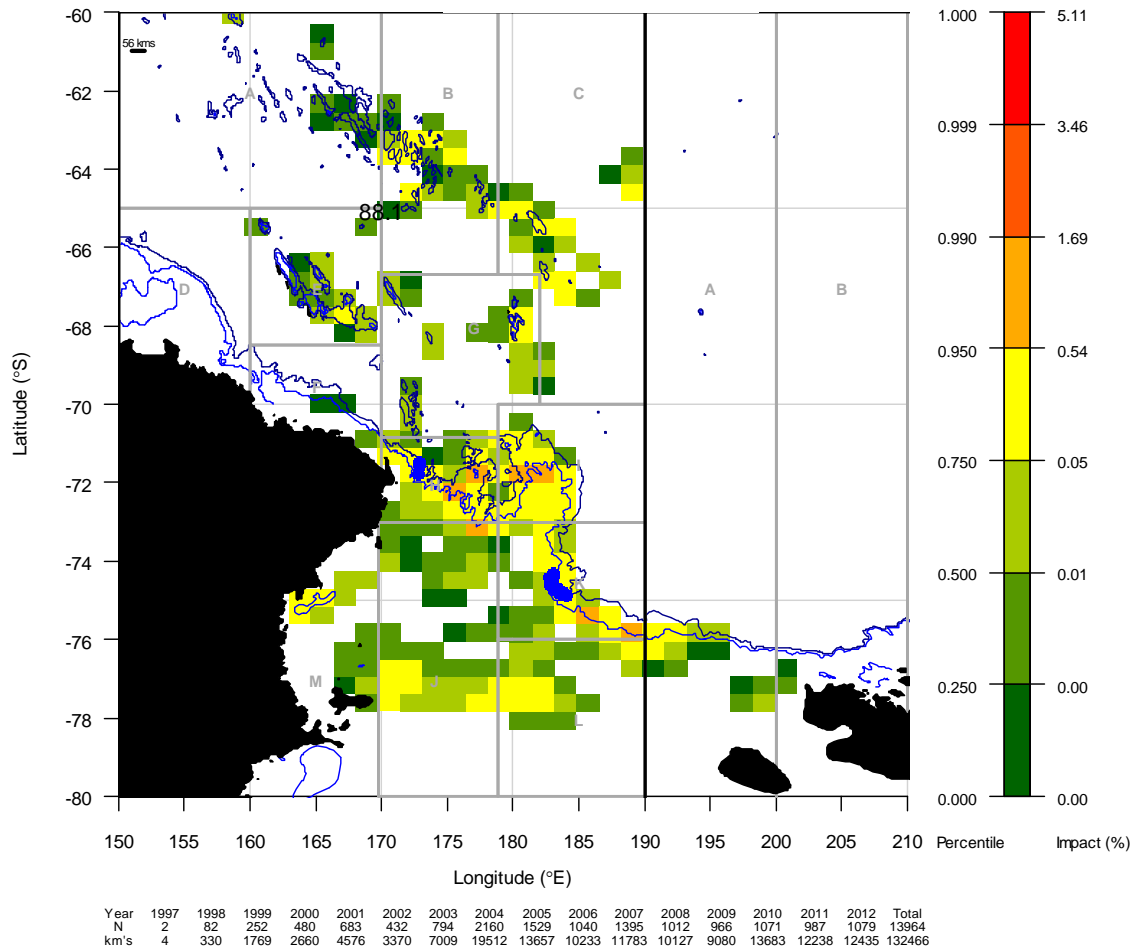 -60
-62
-64
-66
-68
-70
-72
-74
-76
-78
-80
Latitude (°S)
56 kms
A
B
C
88.1
D
G
A
B
F
I
K
M
J
L
150 155 160 165 170 175 180 185 190 195 200 205 210
Longitude (°E)
1.000 5.11
0.999 3.46
0.990 1.69
0.950 0.54
0.750 0.05
0.500 0.01
0.250 0.00
0.000 0.00
Percentile Impact (%)
Year 1997 1998 1999 2000 2001 2002 2003 2004 2005 2006 2007 2008 2009 2010 2011 2012 Total
N 2 82 252 480 683 432 794 2160 1529 1040 1395 1012 966 1071 987 1079 13964
km's 4 330 1769 2660 4576 3370 7009 19512 13657 10233 11783 10127 9080 13683 12238 12435 132466